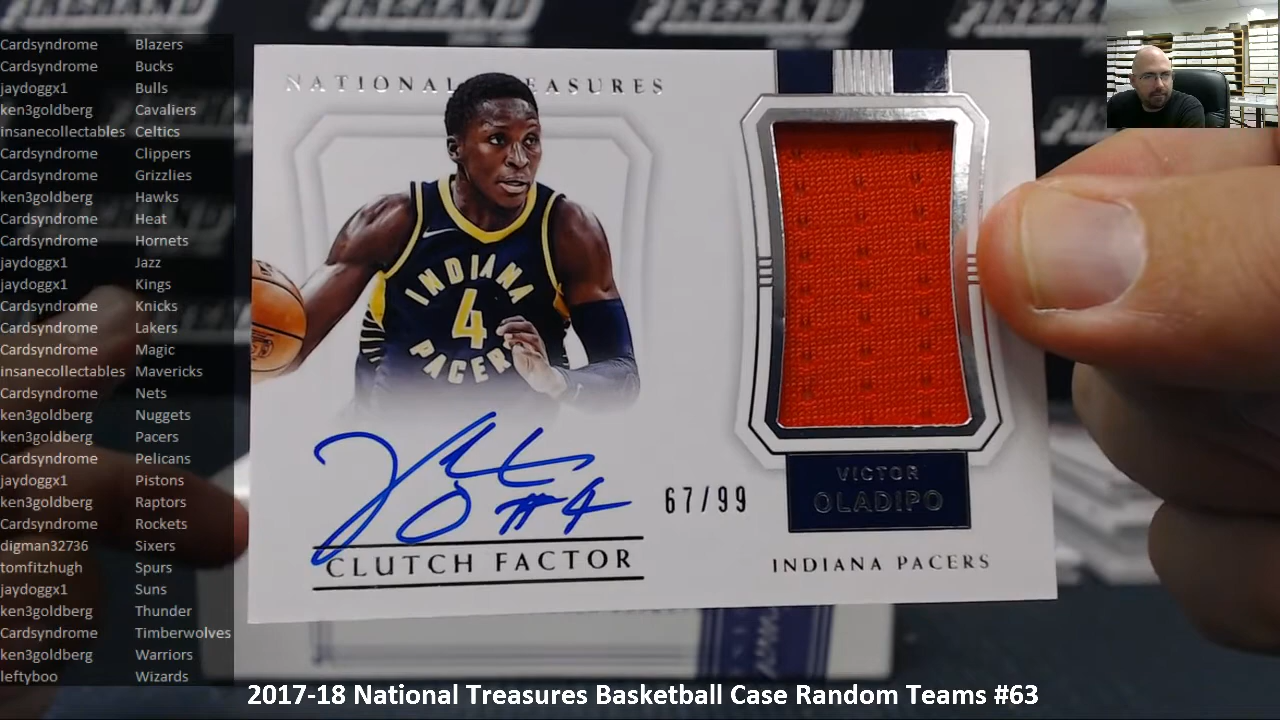 Cardsyndrome Blazers
Cardsyndrome Bucks
jaydoggx1 Bulls
ken3goldberg Cavaliers
insanecollectables Celtics
Cardsyndrome Clippers
Cardsyndrome Grizzlies
ken3goldberg Hawks
Cardsyndrome Heat
Cardsyndrome Hornets
jaydoggx1 Jazz
jaydoggx1 Kings
Cardsyndrome Knicks
Cardsyndrome Lakers
Cardsyndrome Magic
insanecollectables Mavericks
Cardsyndrome Nets
ken3goldberg Nuggets
ken3goldberg Pacers
Cardsyndrome Pelicans
jaydoggx1 Pistons
ken3goldberg Raptors
Cardsyndrome Rockets
digman32736 Sixers
tomfitzhugh Spurs
jaydoggx1 Suns
ken3goldberg Thunder
Cardsyndrome Timberwolves
ken3goldberg Warriors
leftyboo Wizards
NATIONAL TREASURES
INDIANA
4
PACERS
#4
67/99
CLUTCH FACTOR
VICTOR
OLADIPO
INDIANA PACERS
2017-18 National Treasures Basketball Case Random Teams #63